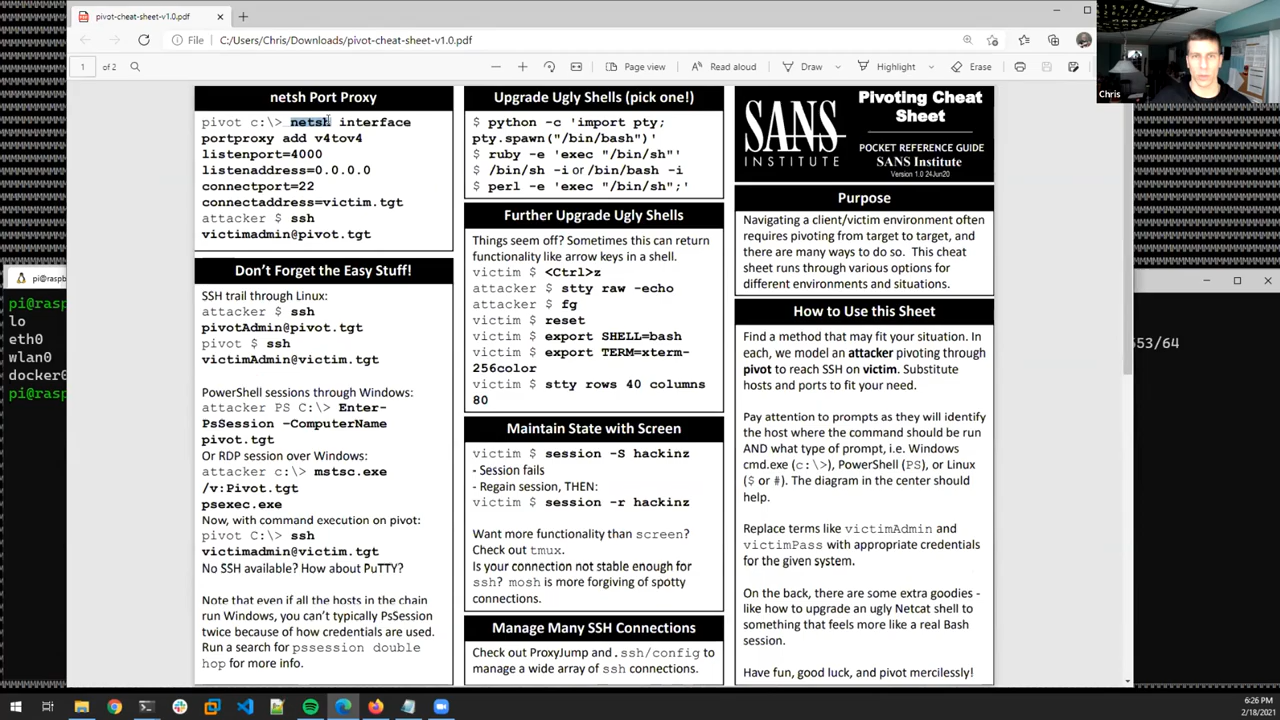 pivot-cheat-sheet-v1.0.pdf
File
C:/Users/Chris/Downloads/pivot-cheat-sheet-v1.0.pdf
1
of 2
Page view
Read aloud
Draw
Highlight
Erase
Chris
netsh Port Proxy
pivot c:\> netsh interface
portproxy add v4tov4
listenport=4000
listenaddress=0.0.0.0
connectport=22
connectaddress=victim.tgt
attacker $ ssh
victimadmin@pivot.tgt
Don't Forget the Easy Stuff!
SSH trail through Linux:
attacker $ ssh
pivotAdmin@pivot.tgt
pivot $ ssh
victimAdmin@victim.tgt
PowerShell sessions through Windows:
attacker PS C:\> Enter-
PsSession –ComputerName
pivot.tgt
Or RDP session over Windows:
attacker c:\> mstsc.exe
/v:Pivot.tgt
psexec.exe
Now, with command execution on pivot:
pivot C:\> ssh
victimadmin@victim.tgt
No SSH available? How about PuTTY?
Note that even if all the hosts in the chain
run Windows, you can't typically PsSession
twice because of how credentials are used.
Run a search for pssession double
hop for more info.
Upgrade Ugly Shells (pick one!)
$ python -c 'import pty;
pty.spawn("/bin/bash")'
$ ruby -e 'exec "/bin/sh"'
$ /bin/sh -i or /bin/bash -i
$ perl -e 'exec "/bin/sh";'
Further Upgrade Ugly Shells
Things seem off? Sometimes this can return
functionality like arrow keys in a shell.
victim $ <Ctrl>z
attacker $ stty raw -echo
attacker $ fg
victim $ reset
victim $ export SHELL=bash
victim $ export TERM=xterm-
256color
victim $ stty rows 40 columns
80
Maintain State with Screen
victim $ session -S hackinz
- Session fails
- Regain session, THEN:
victim $ session -r hackinz
Want more functionality than screen?
Check out tmux.
Is your connection not stable enough for
ssh? mosh is more forgiving of spotty
connections.
Manage Many SSH Connections
Check out ProxyJump and .ssh/config to
manage a wide array of ssh connections.
SANS
INSTITUTE
Pivoting Cheat
Sheet
POCKET REFERENCE GUIDE
SANS Institute
Version 1.0 24Jun20
Purpose
Navigating a client/victim environment often
requires pivoting from target to target, and
there are many ways to do so. This cheat
sheet runs through various options for
different environments and situations.
How to Use this Sheet
Find a method that may fit your situation. In
each, we model an attacker pivoting through
pivot to reach SSH on victim. Substitute
hosts and ports to fit your need.
Pay attention to prompts as they will identify
the host where the command should be run
AND what type of prompt, i.e. Windows
cmd.exe (c:\>), PowerShell (PS), or Linux
($ or #). The diagram in the center should
help.
Replace terms like victimAdmin and
victimPass with appropriate credentials
for the given system.
On the back, there are some extra goodies -
like how to upgrade an ugly Netcat shell to
something that feels more like a real Bash
session.
Have fun, good luck, and pivot mercilessly!
pi@raspb
pi@rasp
lo
eth0
wlan0
docker0
pi@rasp
553/64
6:26 PM
2/18/2021